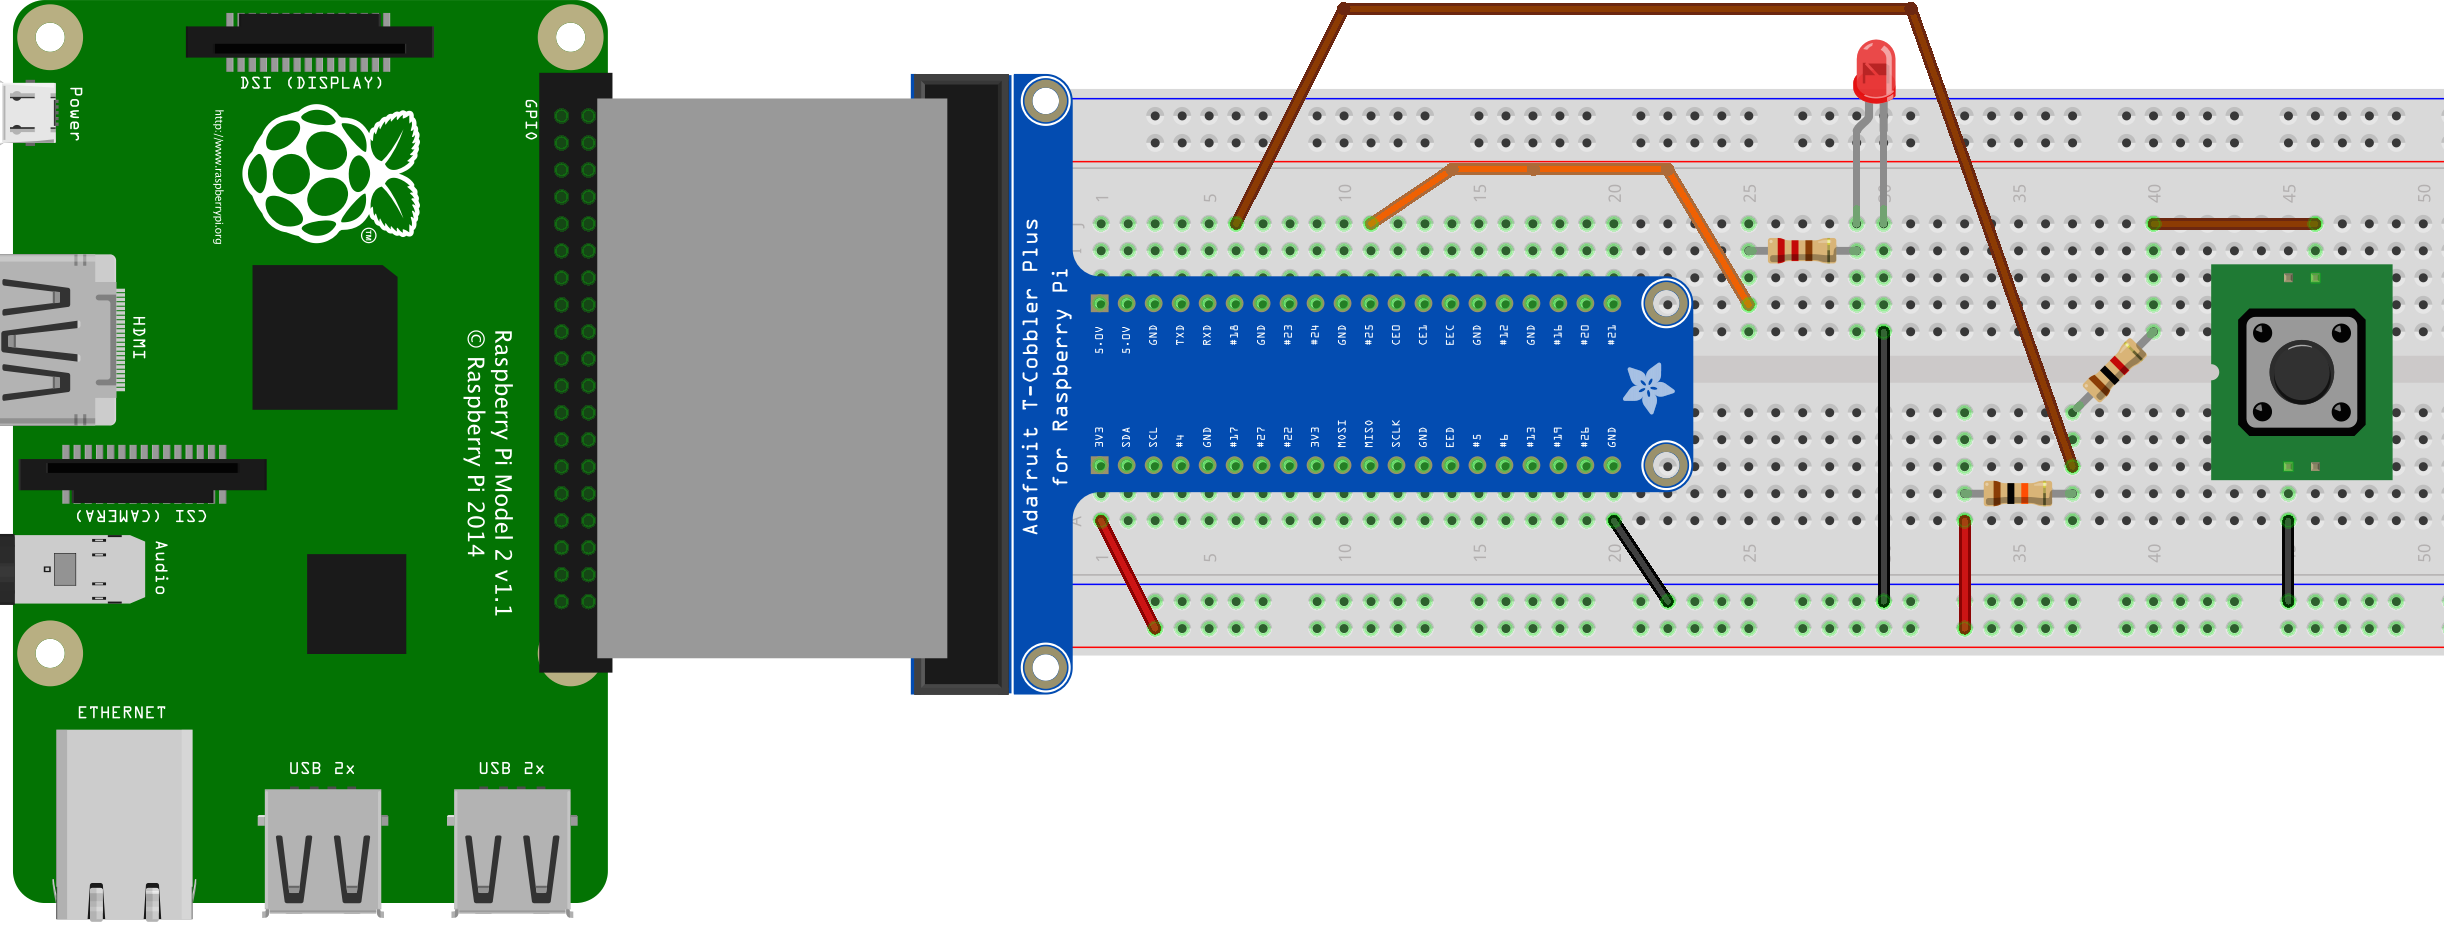 DSI (DISPLAY)
Power
http://www.raspberrypi.org
TM
GPIO
HDMI
Raspberry Pi Model 2 v1.1
© Raspberry Pi 2014
CSI (CAMERA)
Audio
ETHERNET
USB 2x
USB 2x
Adafruit T-Cobbler Plus
for Raspberry Pi
1 5 10 15 20 25 30 35 40 45 50
J
I
5.0V 5.0V GND TXD RXD #18 GND #23 #24 GND #25 CE0 CE1 EEC GND #12 GND #16 #20 #21
3V3 SDA SCL #4 GND #17 #27 #22 3V3 MOSI MISO SCLK GND EED #5 #6 #13 #19 #26 GND
A
1 5 10 15 20 25 35 40 45 50